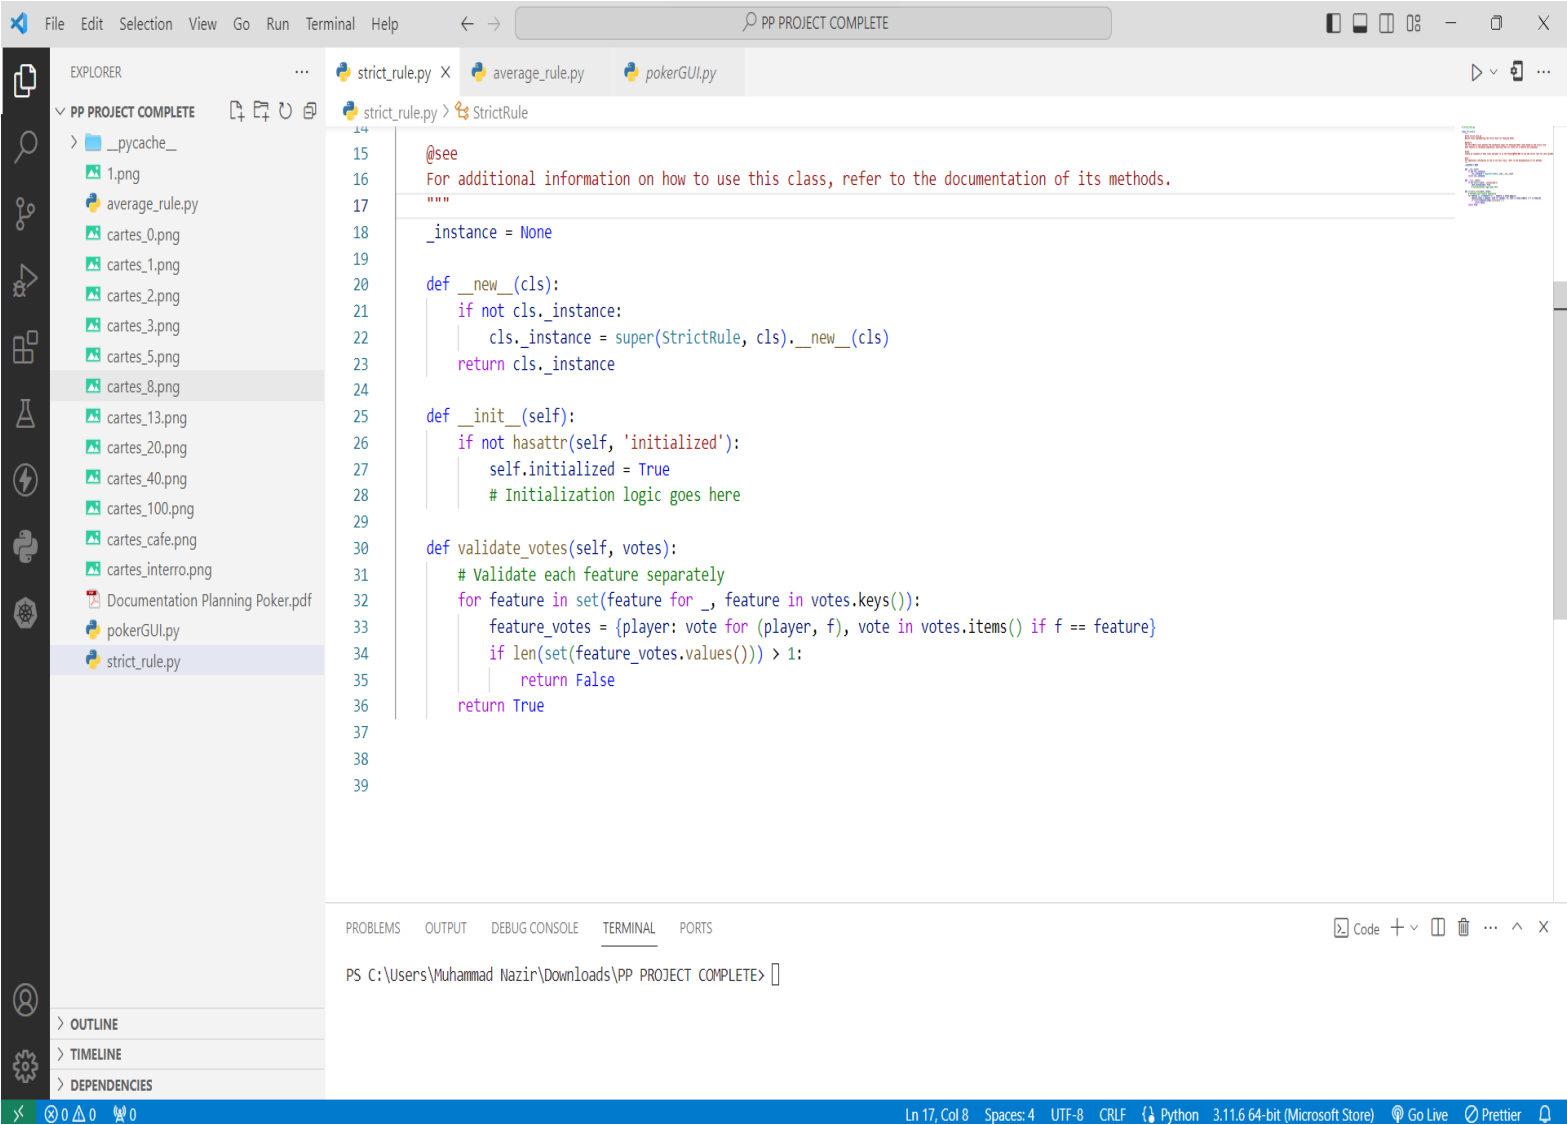 File Edit Selection View Go Run Terminal Help
PP PROJECT COMPLETE
EXPLORER
PP PROJECT COMPLETE
__pycache__
1.png
average_rule.py
cartes_0.png
cartes_1.png
cartes_2.png
cartes_3.png
cartes_5.png
cartes_8.png
cartes_13.png
cartes_20.png
cartes_40.png
cartes_100.png
cartes_cafe.png
cartes_interro.png
Documentation Planning Poker.pdf
pokerGUI.py
strict_rule.py
OUTLINE
TIMELINE
DEPENDENCIES
strict_rule.py average_rule.py pokerGUI.py
strict_rule.py > StrictRule
14
15 @see
16 For additional information on how to use this class, refer to the documentation of its methods.
17 """
18 _instance = None
19
20 def __new__(cls):
21 if not cls._instance:
22 cls._instance = super(StrictRule, cls).__new__(cls)
23 return cls._instance
24
25 def __init__(self):
26 if not hasattr(self, 'initialized'):
27 self.initialized = True
28 # Initialization logic goes here
29
30 def validate_votes(self, votes):
31 # Validate each feature separately
32 for feature in set(feature for _, feature in votes.keys()):
33 feature_votes = {player: vote for (player, f), vote in votes.items() if f == feature}
34 if len(set(feature_votes.values())) > 1:
35 return False
36 return True
37
38
39
PROBLEMS OUTPUT DEBUG CONSOLE TERMINAL PORTS
Code
PS C:\Users\Muhammad Nazir\Downloads\PP PROJECT COMPLETE>
0 0 0
Ln 17, Col 8 Spaces: 4 UTF-8 CRLF Python 3.11.6 64-bit (Microsoft Store) Go Live Prettier